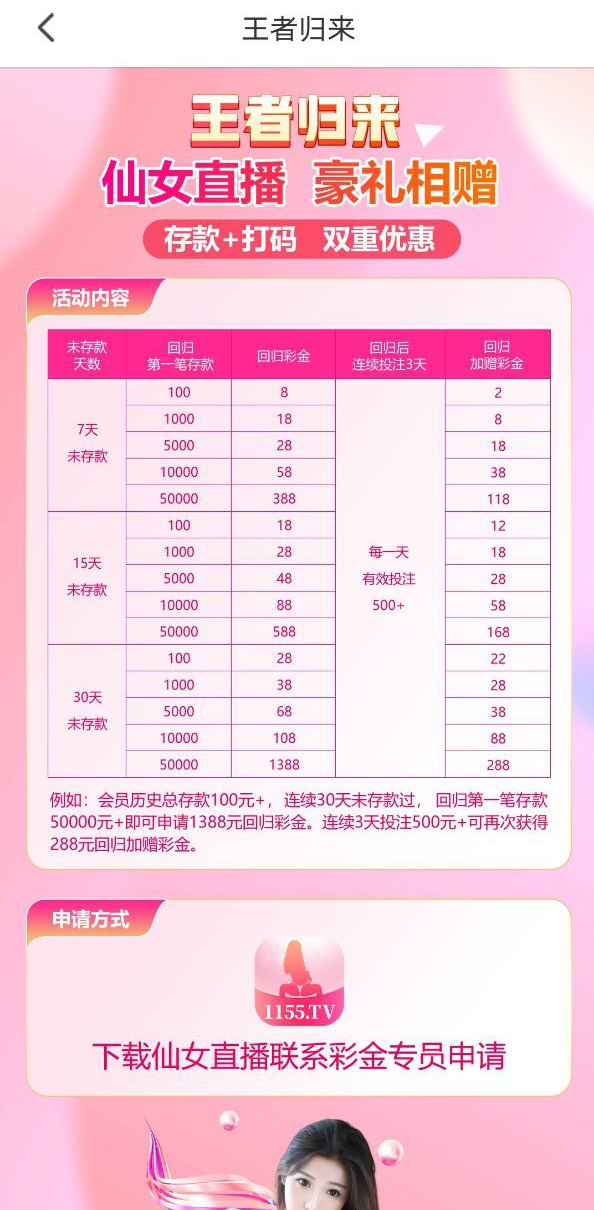 王者归来
王者归来
仙女直播 豪礼相赠
存款+打码 双重优惠
活动内容
未存款
天数
回归
第一笔存款
回归彩金
回归后
连续投注3天
回归
加赠彩金
7天
未存款
100 8 2
1000 18 8
5000 28 18
10000 58 38
50000 388 118
15天
未存款
100 18 12
1000 28 18
5000 48 28
10000 88 58
50000 588 168
每一天
有效投注
500+
30天
未存款
100 28 22
1000 38 28
5000 68 38
10000 108 88
50000 1388 288
例如：会员历史总存款100元+，连续30天未存款过， 回归第一笔存款
50000元+即可申请1388元回归彩金。连续3天投注500元+可再次获得
288元回归加赠彩金。
申请方式
1155.TV
下载仙女直播联系彩金专员申请